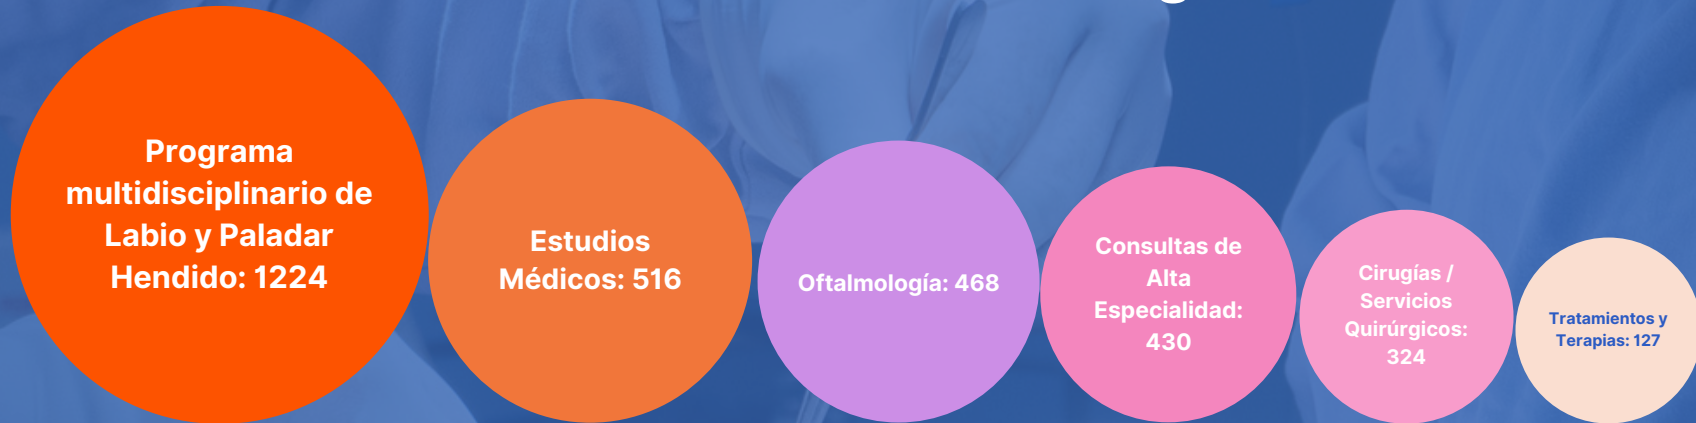 Programa
multidisciplinario de
Labio y Paladar
Hendido: 1224
Estudios
Médicos: 516
Oftalmología: 468
Consultas de
Alta
Especialidad:
430
Cirugías /
Servicios
Quirúrgicos:
324
Tratamientos y
Terapias: 127